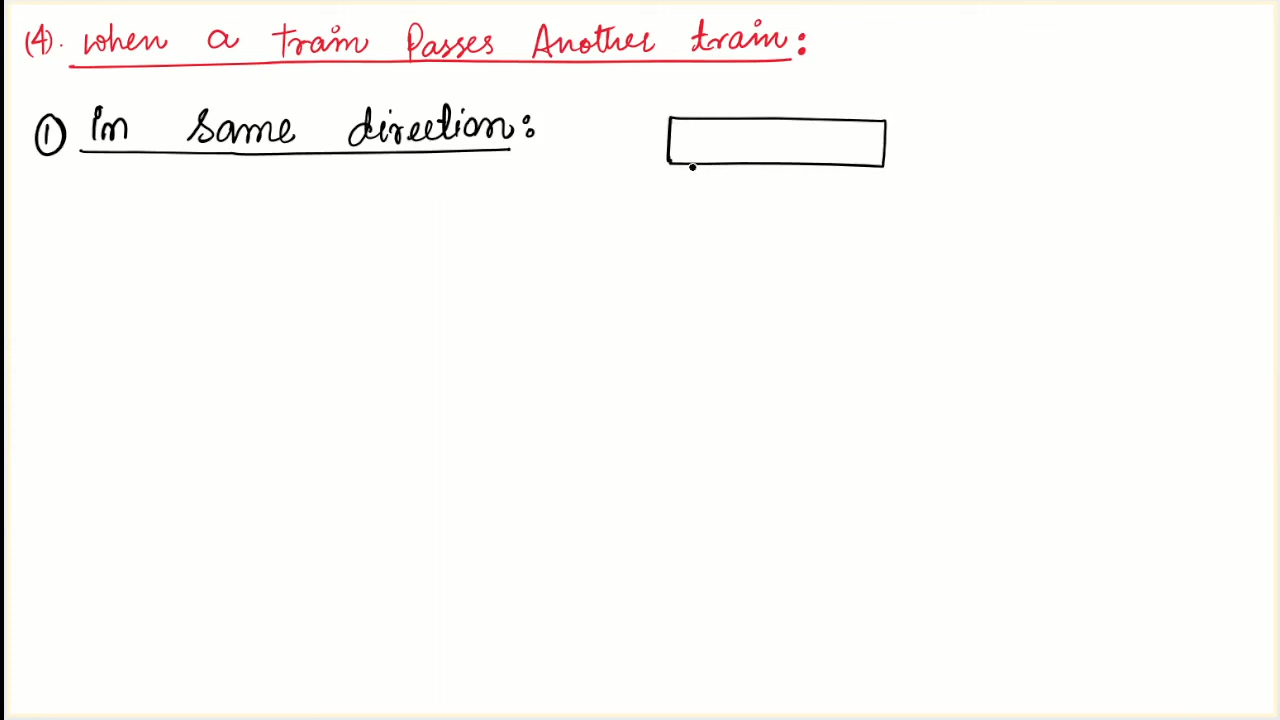 (4). when a train Passes Another train:
① In same direction: